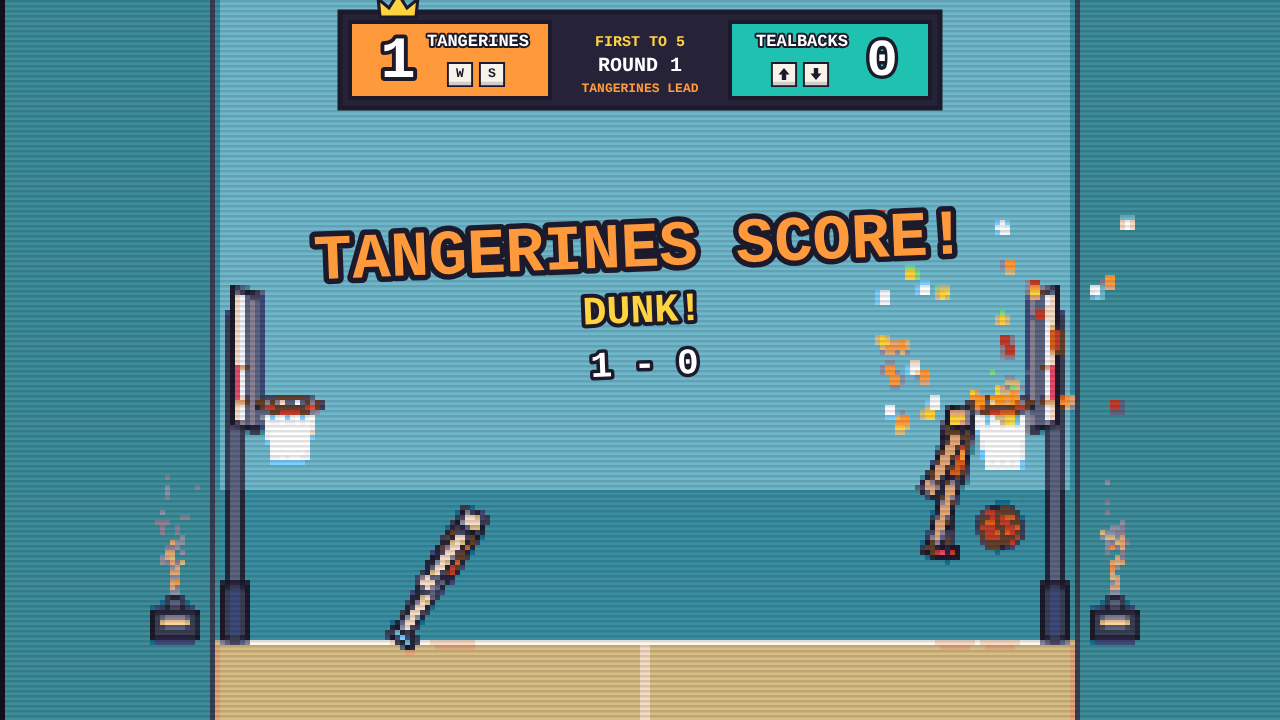 1 TANGERINES
W S
FIRST TO 5
ROUND 1
TANGERINES LEAD
TEALBACKS 0
TANGERINES SCORE!
DUNK!
1 - 0